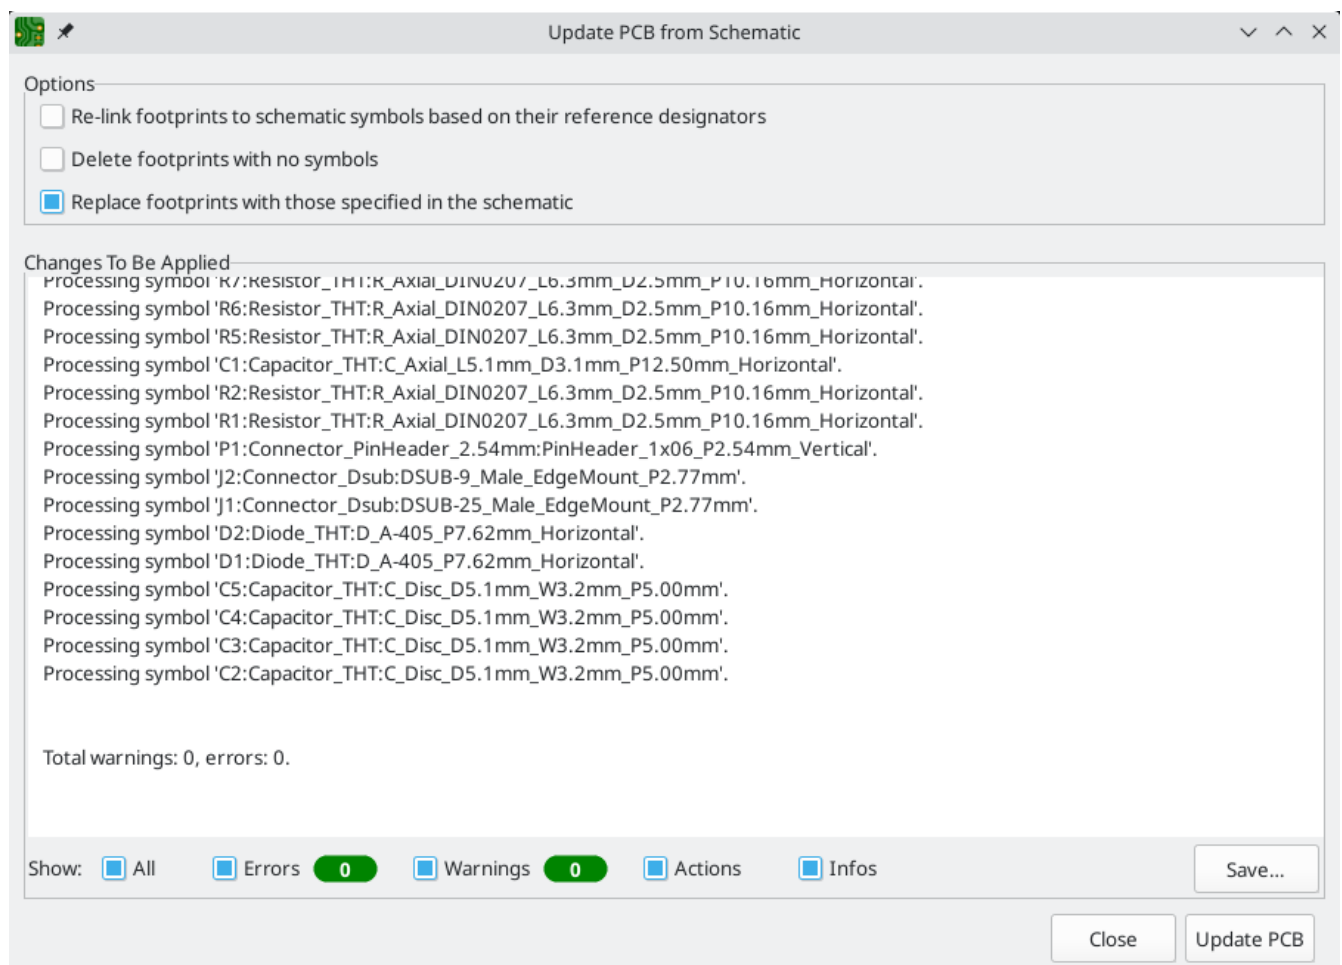 Update PCB from Schematic
Options
Re-link footprints to schematic symbols based on their reference designators
Delete footprints with no symbols
Replace footprints with those specified in the schematic
Changes To Be Applied
Processing symbol 'R7:Resistor_THT:R_Axial_DIN0207_L6.3mm_D2.5mm_P10.16mm_Horizontal'.
Processing symbol 'R6:Resistor_THT:R_Axial_DIN0207_L6.3mm_D2.5mm_P10.16mm_Horizontal'.
Processing symbol 'R5:Resistor_THT:R_Axial_DIN0207_L6.3mm_D2.5mm_P10.16mm_Horizontal'.
Processing symbol 'C1:Capacitor_THT:C_Axial_L5.1mm_D3.1mm_P12.50mm_Horizontal'.
Processing symbol 'R2:Resistor_THT:R_Axial_DIN0207_L6.3mm_D2.5mm_P10.16mm_Horizontal'.
Processing symbol 'R1:Resistor_THT:R_Axial_DIN0207_L6.3mm_D2.5mm_P10.16mm_Horizontal'.
Processing symbol 'P1:Connector_PinHeader_2.54mm:PinHeader_1x06_P2.54mm_Vertical'.
Processing symbol 'J2:Connector_Dsub:DSUB-9_Male_EdgeMount_P2.77mm'.
Processing symbol 'J1:Connector_Dsub:DSUB-25_Male_EdgeMount_P2.77mm'.
Processing symbol 'D2:Diode_THT:D_A-405_P7.62mm_Horizontal'.
Processing symbol 'D1:Diode_THT:D_A-405_P7.62mm_Horizontal'.
Processing symbol 'C5:Capacitor_THT:C_Disc_D5.1mm_W3.2mm_P5.00mm'.
Processing symbol 'C4:Capacitor_THT:C_Disc_D5.1mm_W3.2mm_P5.00mm'.
Processing symbol 'C3:Capacitor_THT:C_Disc_D5.1mm_W3.2mm_P5.00mm'.
Processing symbol 'C2:Capacitor_THT:C_Disc_D5.1mm_W3.2mm_P5.00mm'.
Total warnings: 0, errors: 0.
Show: All Errors 0 Warnings 0 Actions Infos Save...
Close Update PCB